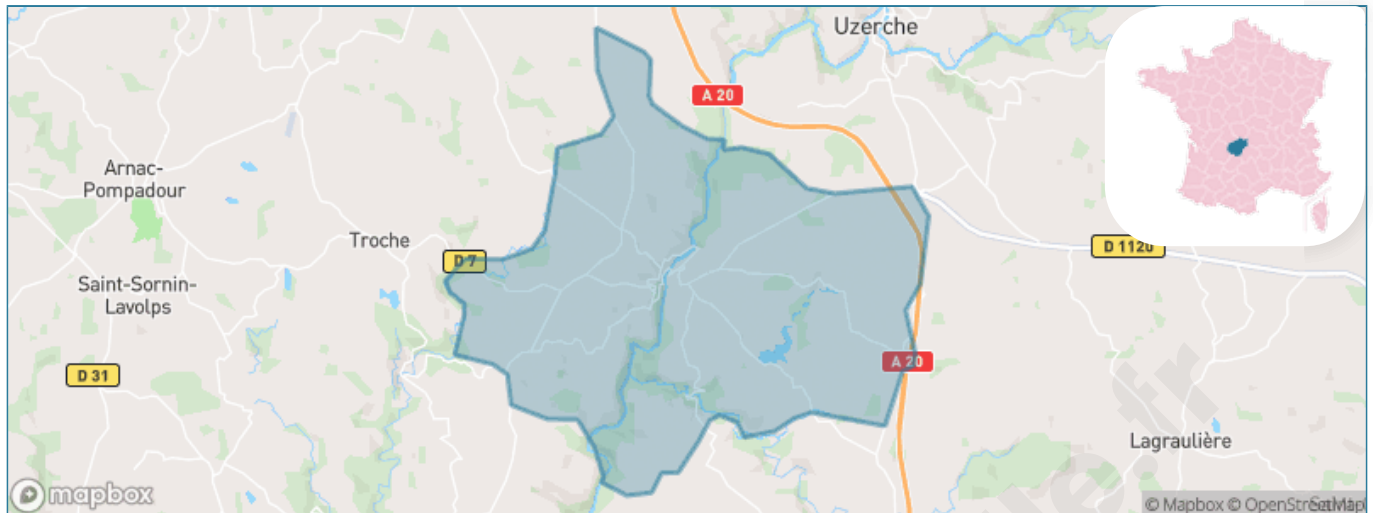 Uzerche
A 20
Arnac-
Pompadour
Troche
D 7
D 1120
Saint-Sornin-
Lavolps
A 20
D 31
Lagraulière
mapbox
© Mapbox © OpenStreetMap